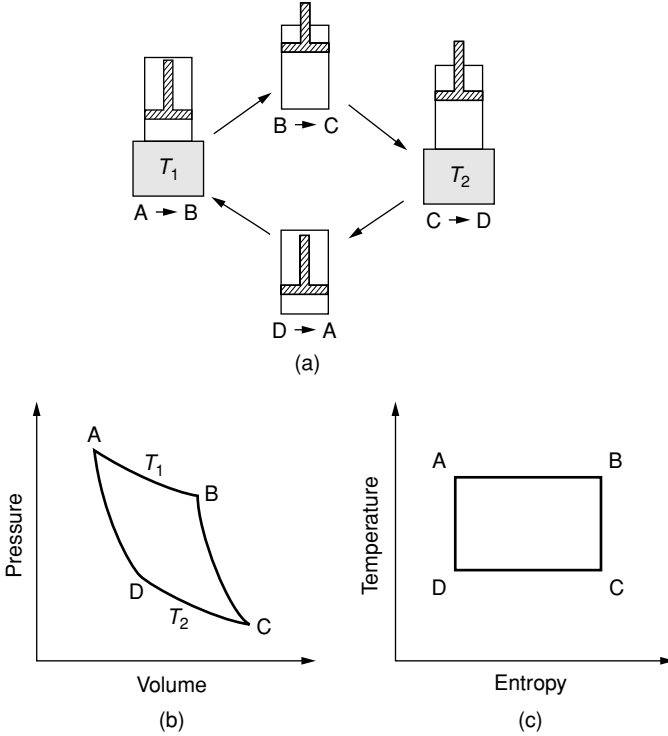 B → C
T1
A → B
T2
C → D
D → A
(a)
Pressure
A
T1
B
D
T2
C
Volume
(b)
Temperature
A
B
D
C
Entropy
(c)